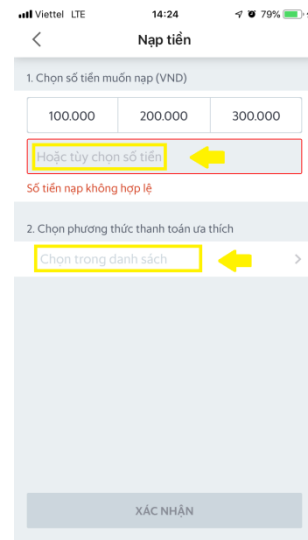 Viettel LTE 14:24 79%
Nạp tiền
1. Chọn số tiền muốn nạp (VND)
100.000 200.000 300.000
Hoặc tùy chọn số tiền
Số tiền nạp không hợp lệ
2. Chọn phương thức thanh toán ưa thích
Chọn trong danh sách
XÁC NHẬN